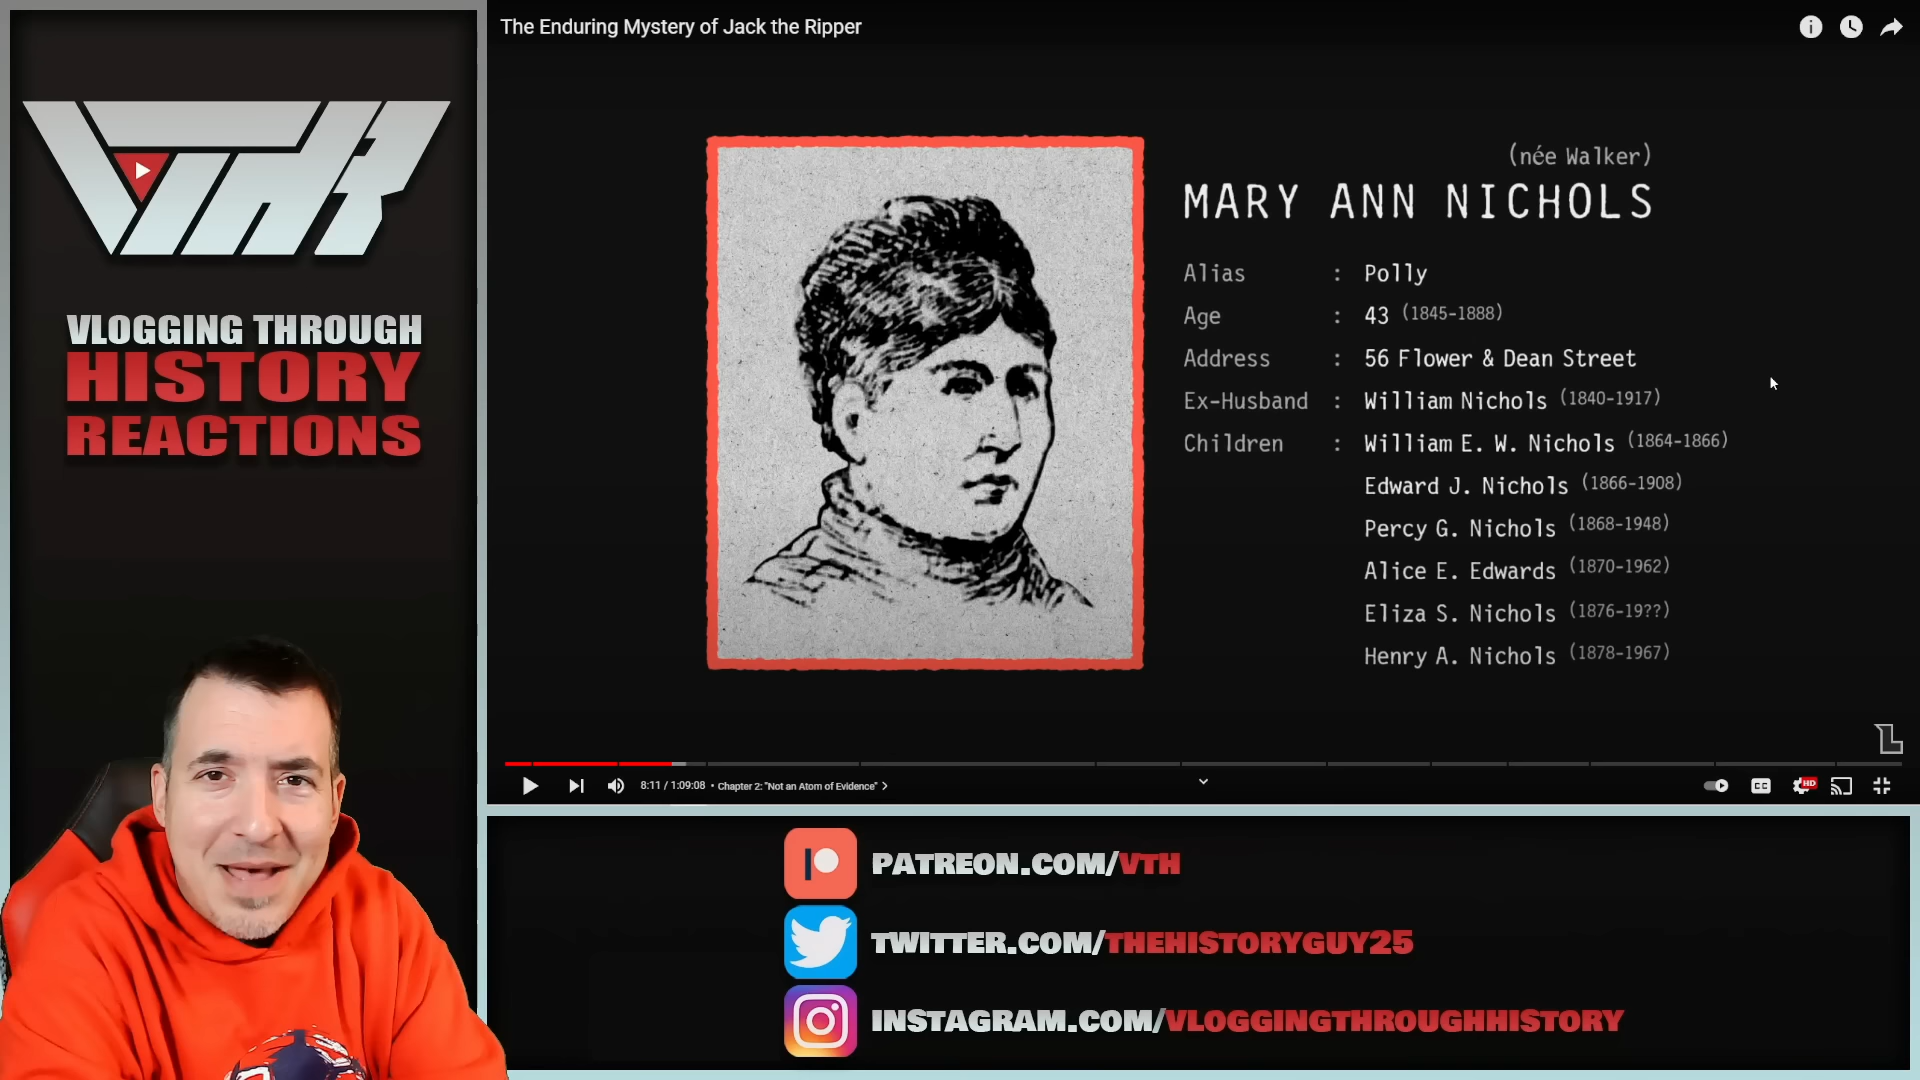 VTHR
VLOGGING THROUGH
HISTORY
REACTIONS
The Enduring Mystery of Jack the Ripper
(née Walker)
MARY ANN NICHOLS
Alias : Polly
Age : 43 (1845-1888)
Address : 56 Flower & Dean Street
Ex-Husband : William Nichols (1840-1917)
Children : William E. W. Nichols (1864-1866)
Edward J. Nichols (1866-1908)
Percy G. Nichols (1868-1948)
Alice E. Edwards (1870-1962)
Eliza S. Nichols (1876-19??)
Henry A. Nichols (1878-1967)
8:11 / 1:09:08 • Chapter 2: "Not an Atom of Evidence" >
CC
HD
PATREON.COM/VTH
TWITTER.COM/THEHISTORYGUY25
INSTAGRAM.COM/VLOGGINGTHROUGHHISTORY